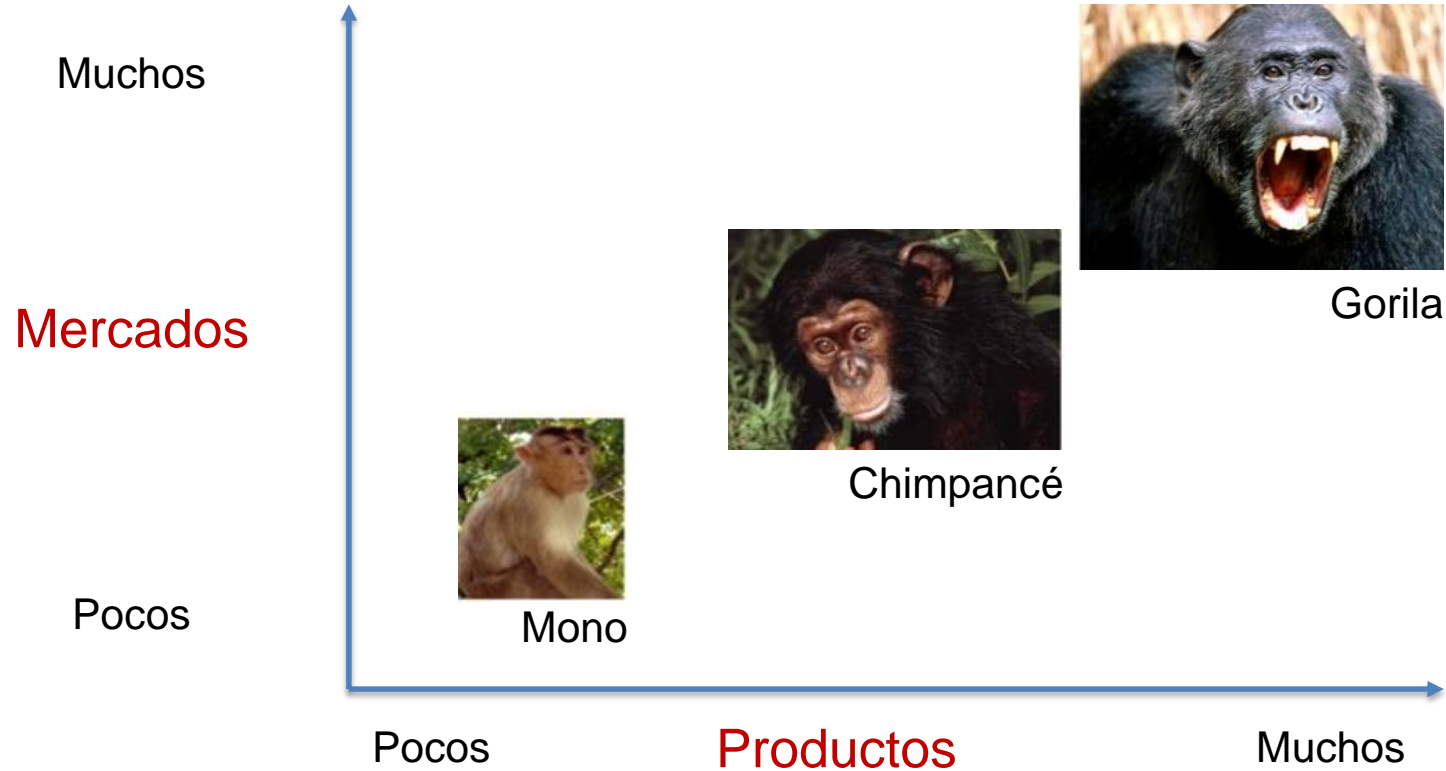 Muchos
Gorila
Mercados
Chimpancé
Pocos
Mono
Pocos
Productos
Muchos